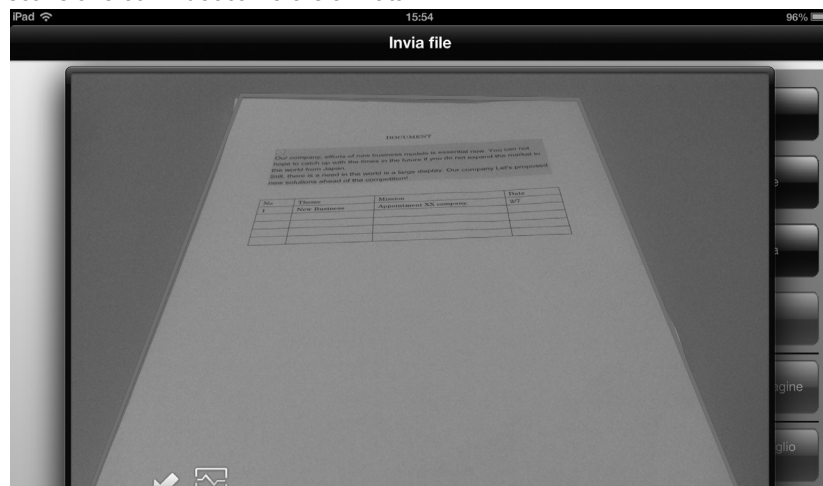 iPad 15:54 96%
Invia file
DOCUMENT
Our company, efforts of new business models is essential now. You can not
hope to catch up with the times in the future if you do not expand the market to
the world from Japan.
Still, there is a need in the world is a large display. Our company Let's proposed
new solutions ahead of the competition!
No. Theme Mission Date
1 New Business Appointment XX company. 9/7
e
a
agine
glio